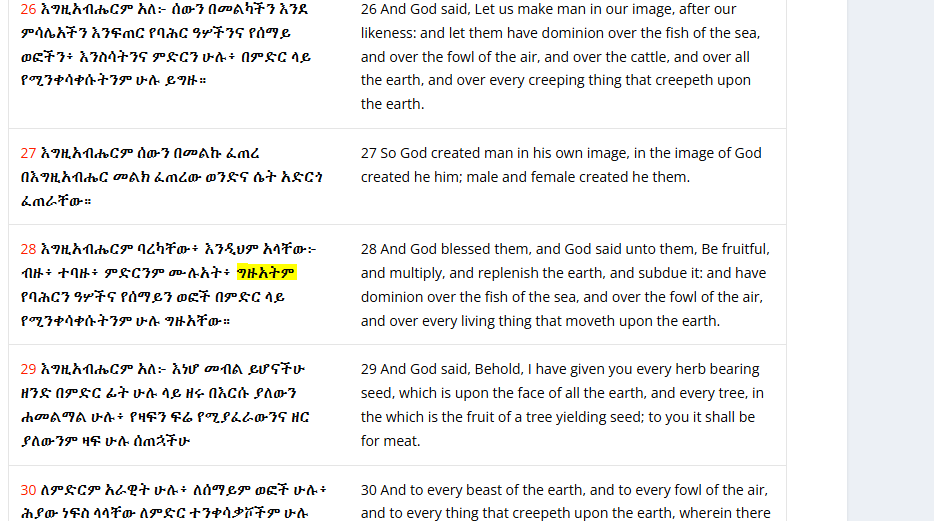 26 እግዚአብሔርም አለ፦ ሰውን በመልካችን እንደ
ምሳሌአችን እንፍጠር የባሕር ዓሦችንና የሰማይ
ወፎችን፥ እንስሳትንና ምድርን ሁሉ፥ በምድር ላይ
የሚንቀሳቀሱትንም ሁሉ ይግዙ።
26 And God said, Let us make man in our image, after our
likeness: and let them have dominion over the fish of the sea,
and over the fowl of the air, and over the cattle, and over all
the earth, and over every creeping thing that creepeth upon
the earth.
27 እግዚአብሔርም ሰውን በመልኩ ፈጠረ
በእግዚአብሔር መልክ ፈጠረው ወንድና ሴት አድርጎ
ፈጠራቸው።
27 So God created man in his own image, in the image of God
created he him; male and female created he them.
28 እግዚአብሔርም ባረካቸው፥ እንዲህም አላቸው፦
ብዙ፥ ተባዙ፥ ምድርንም ሙሉአት፥ ግዙአትም
የባሕርን ዓሦችና የሰማይን ወፎች በምድር ላይ
የሚንቀሳቀሱትንም ሁሉ ግዙአቸው።
28 And God blessed them, and God said unto them, Be fruitful,
and multiply, and replenish the earth, and subdue it: and have
dominion over the fish of the sea, and over the fowl of the air,
and over every living thing that moveth upon the earth.
29 እግዚአብሔርም አለ፦ እነሆ መብል ይሆናችሁ
ዘንድ በምድር ፊት ሁሉ ላይ ዘሩ በእርሱ ያለውን
ሐመልማል ሁሉ፥ የዛፍን ፍሬ የሚያፈራውንና ዘር
ያለውንም ዛፍ ሁሉ ሰጠኋችሁ
29 And God said, Behold, I have given you every herb bearing
seed, which is upon the face of all the earth, and every tree, in
the which is the fruit of a tree yielding seed; to you it shall be
for meat.
30 ለምድርም አራዊት ሁሉ፥ ለሰማይም ወፎች ሁሉ፥
ሕያው ነፍስ ላላቸው ለምድር ተንቀሳቃሾችም ሁሉ
30 And to every beast of the earth, and to every fowl of the air,
and to every thing that creepeth upon the earth, wherein there